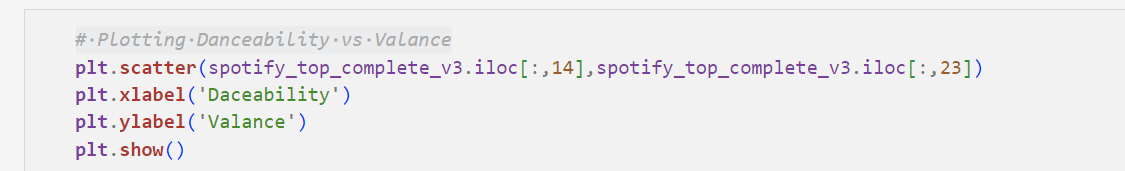 # Plotting Danceability vs Valance
plt.scatter(spotify_top_complete_v3.iloc[:,14],spotify_top_complete_v3.iloc[:,23])
plt.xlabel('Daceability')
plt.ylabel('Valance')
plt.show()